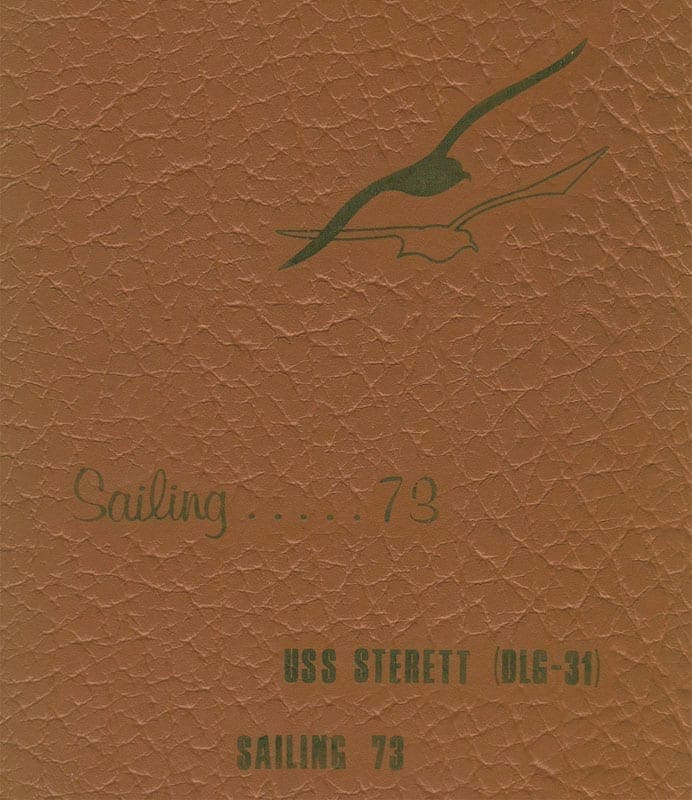 Sailing ..... 73
USS STERETT (DLG-31)
SAILING 73